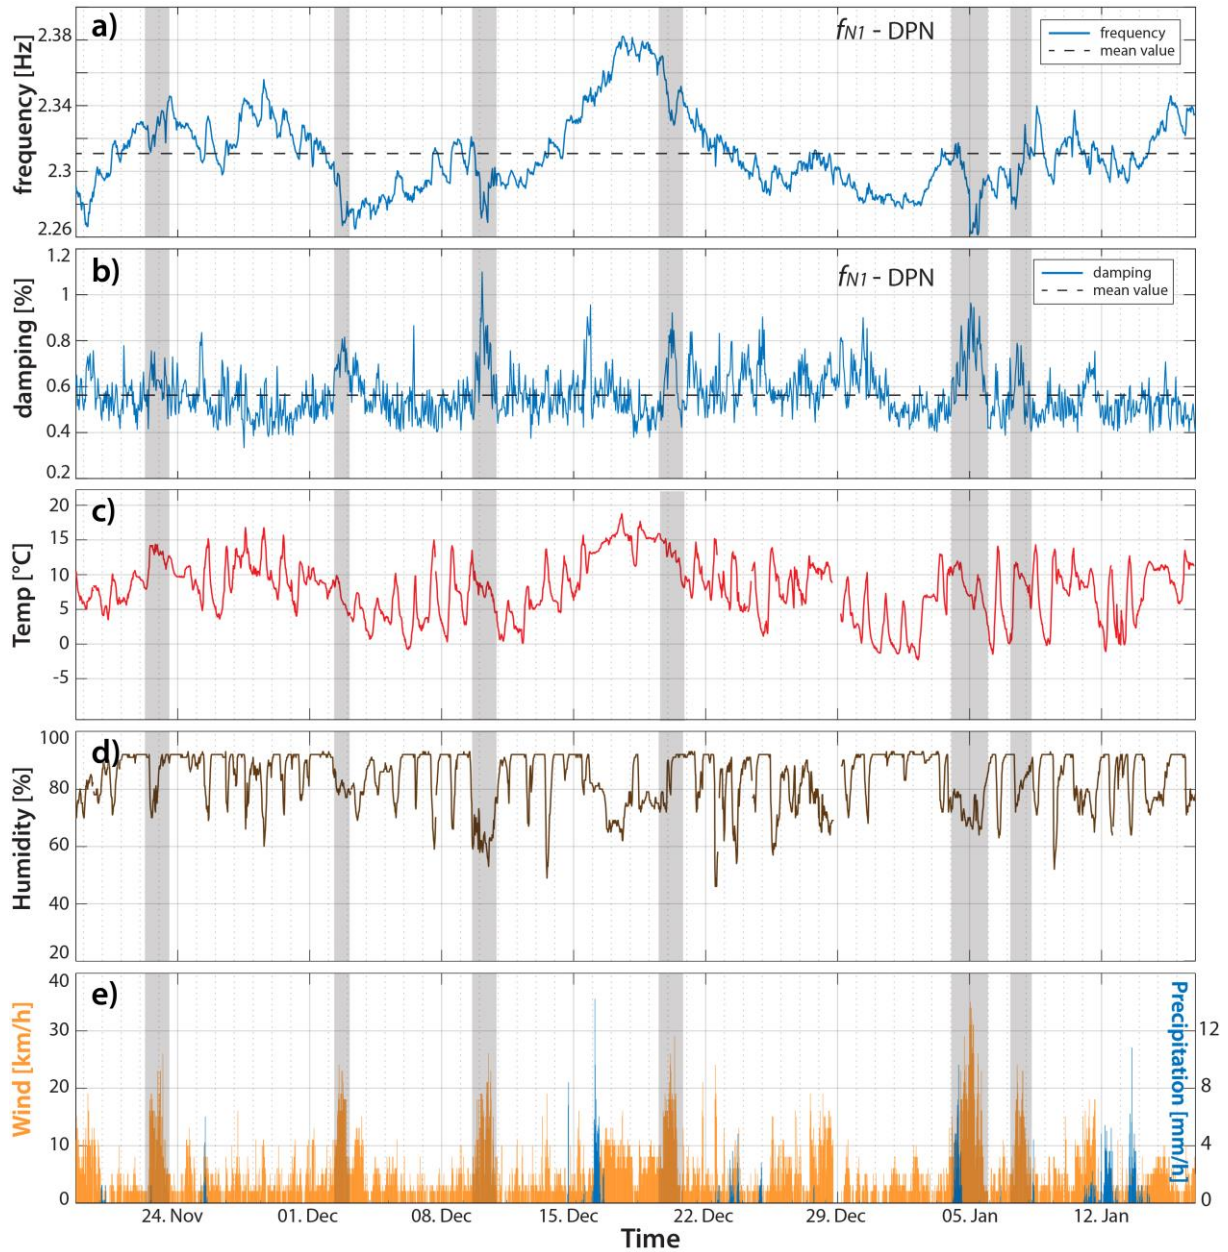 a)
fN1 - DPN
frequency
mean value
frequency [Hz]
2.38
2.34
2.3
2.26
b)
fN1 - DPN
damping
mean value
damping [%]
1.2
1
0.8
0.6
0.4
0.2
c)
Temp [°C]
20
15
10
5
0
-5
d)
Humidity [%]
100
80
60
40
20
e)
Wind [km/h]
40
30
20
10
0
Precipitation [mm/h]
12
8
4
0
24. Nov 01. Dec 08. Dec 15. Dec 22. Dec 29. Dec 05. Jan 12. Jan
Time